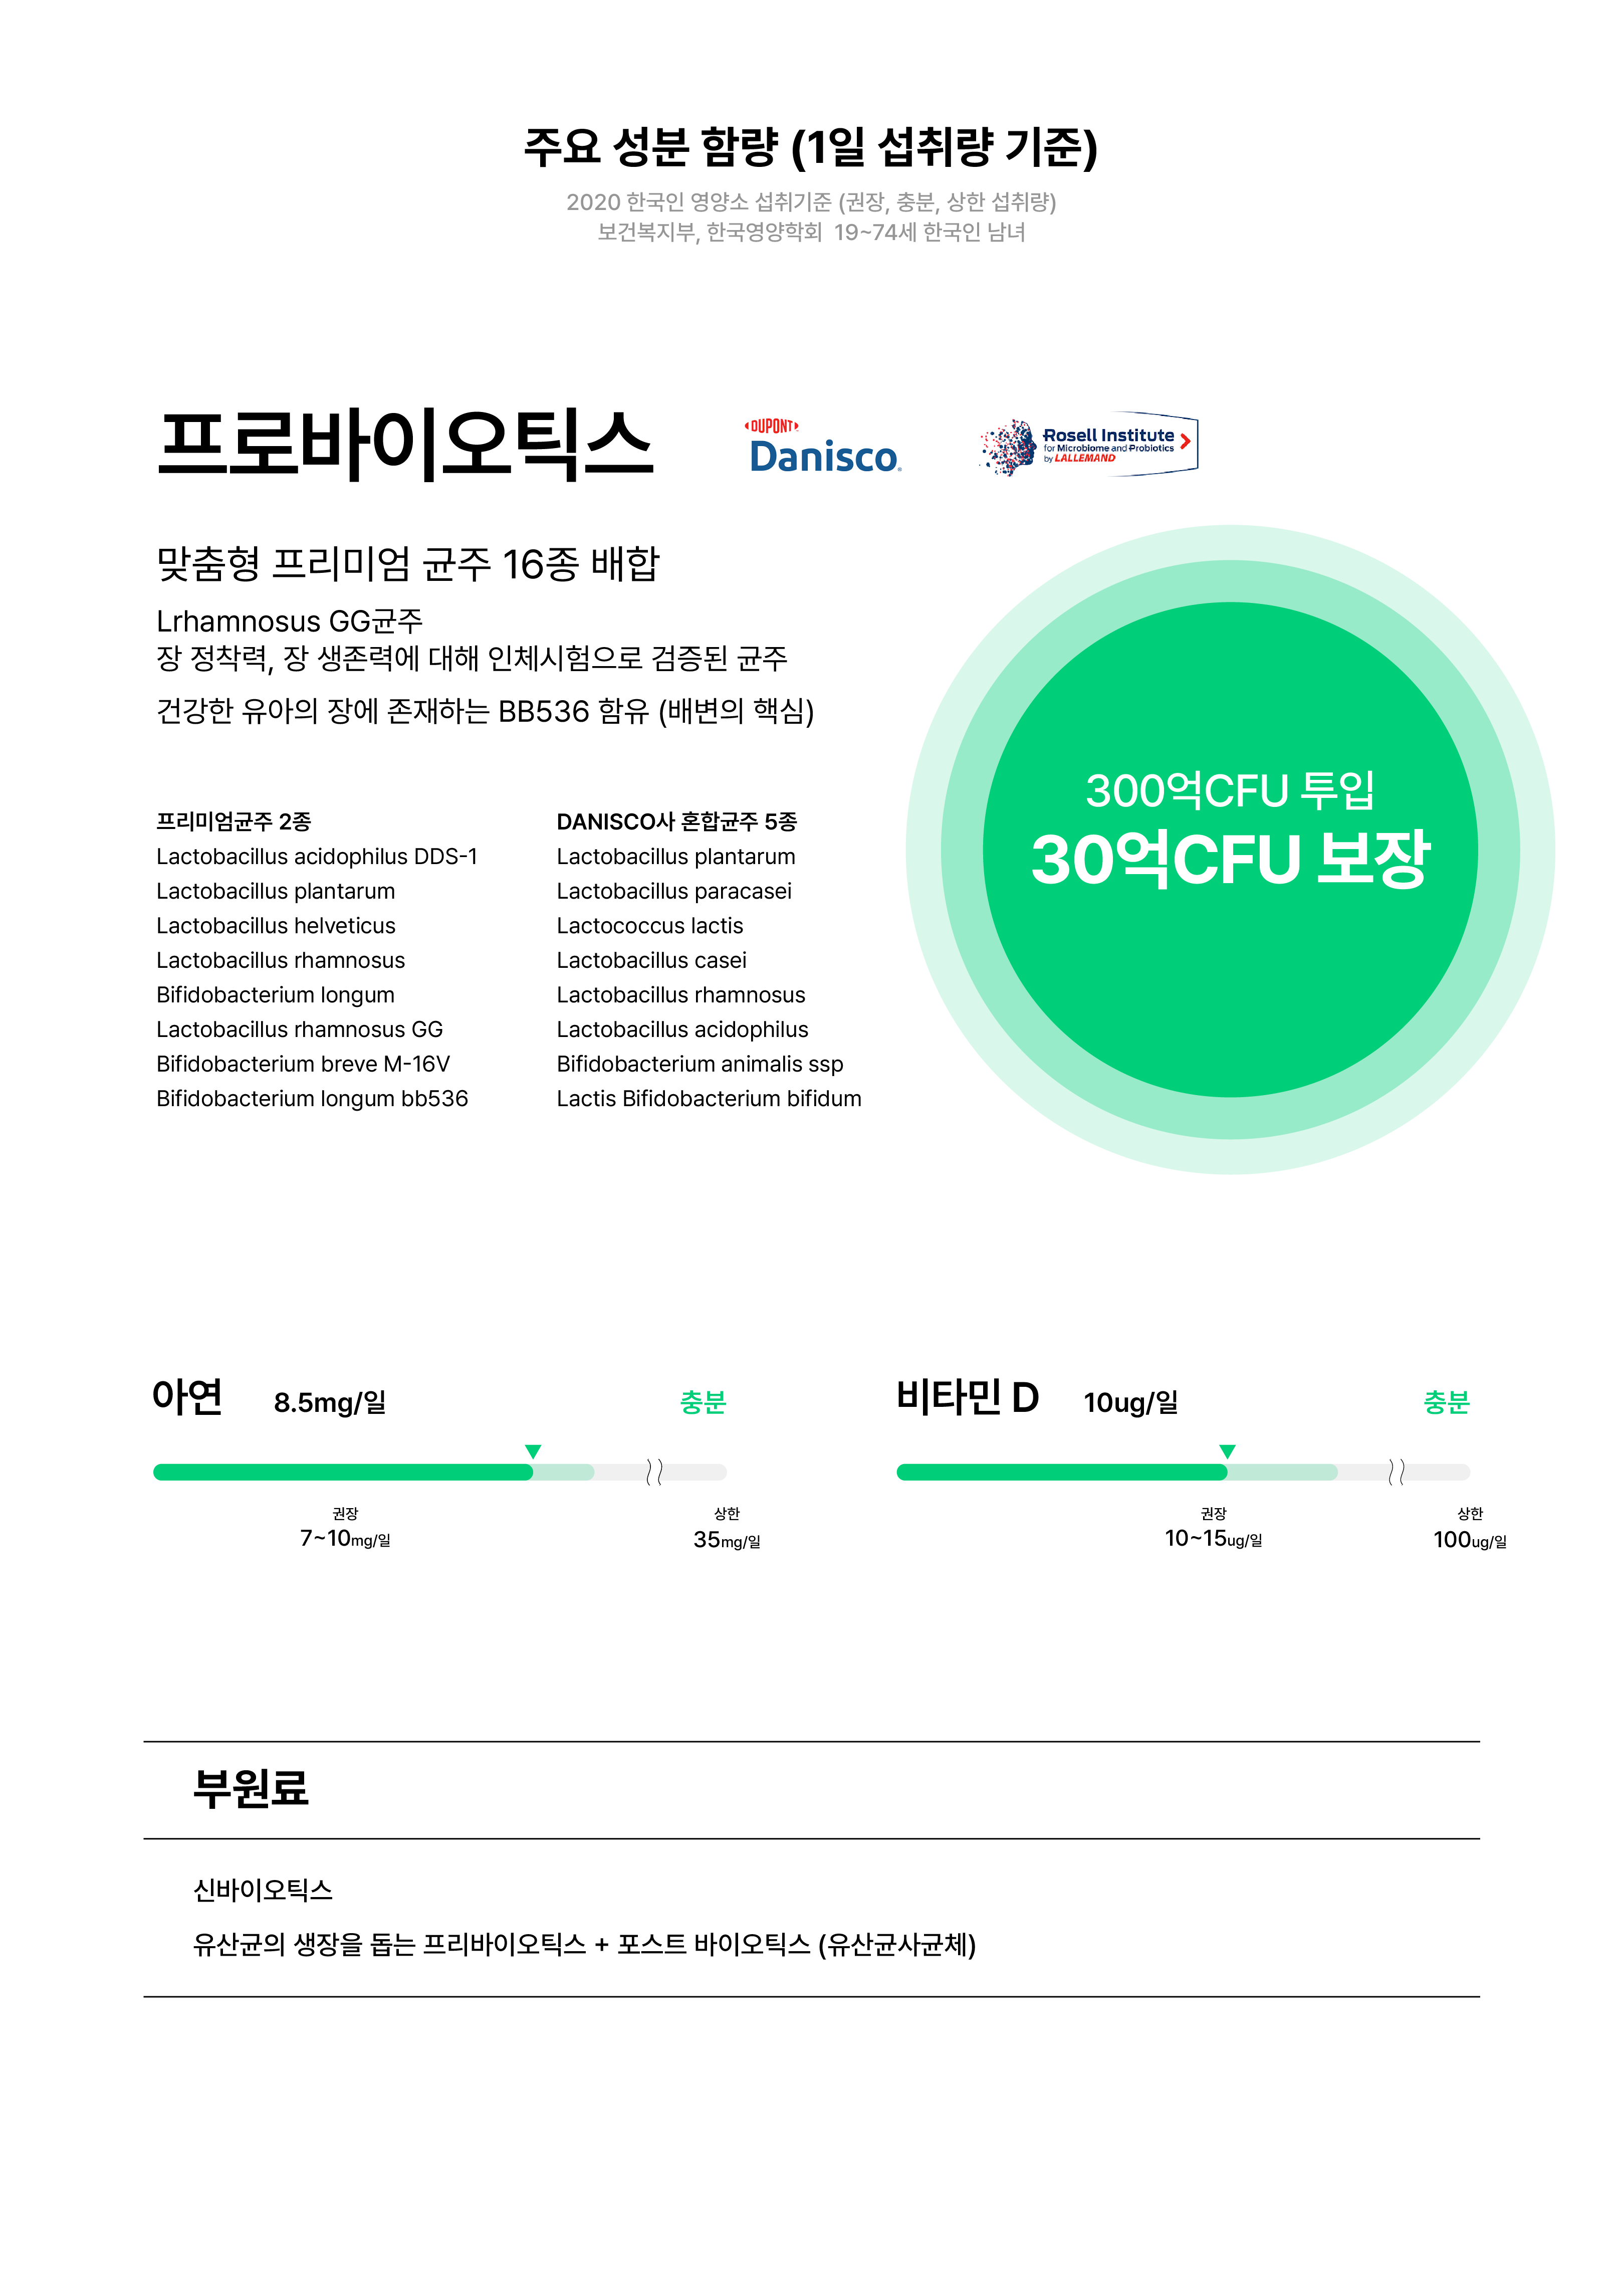 주요 성분 함량 (1일 섭취량 기준)
2020 한국인 영양소 섭취기준 (권장, 충분, 상한 섭취량)
보건복지부, 한국영양학회 19~74세 한국인 남녀
프로바이오틱스
DUPONT
Danisco.
Rosell Institute
for Microbiome and Probiotics
by LALLEMAND
맞춤형 프리미엄 균주 16종 배합
Lrhamnosus GG균주
장 정착력, 장 생존력에 대해 인체시험으로 검증된 균주
건강한 유아의 장에 존재하는 BB536 함유 (배변의 핵심)
300억CFU 투입
30억CFU 보장
프리미엄균주 2종
Lactobacillus acidophilus DDS-1
Lactobacillus plantarum
Lactobacillus helveticus
Lactobacillus rhamnosus
Bifidobacterium longum
Lactobacillus rhamnosus GG
Bifidobacterium breve M-16V
Bifidobacterium longum bb536
DANISCO사 혼합균주 5종
Lactobacillus plantarum
Lactobacillus paracasei
Lactococcus lactis
Lactobacillus casei
Lactobacillus rhamnosus
Lactobacillus acidophilus
Bifidobacterium animalis ssp
Lactis Bifidobacterium bifidum
아연 8.5mg/일 충분
권장
7~10mg/일
상한
35mg/일
비타민 D 10ug/일 충분
권장
10~15ug/일
상한
100ug/일
부원료
신바이오틱스
유산균의 생장을 돕는 프리바이오틱스 + 포스트 바이오틱스 (유산균사균체)